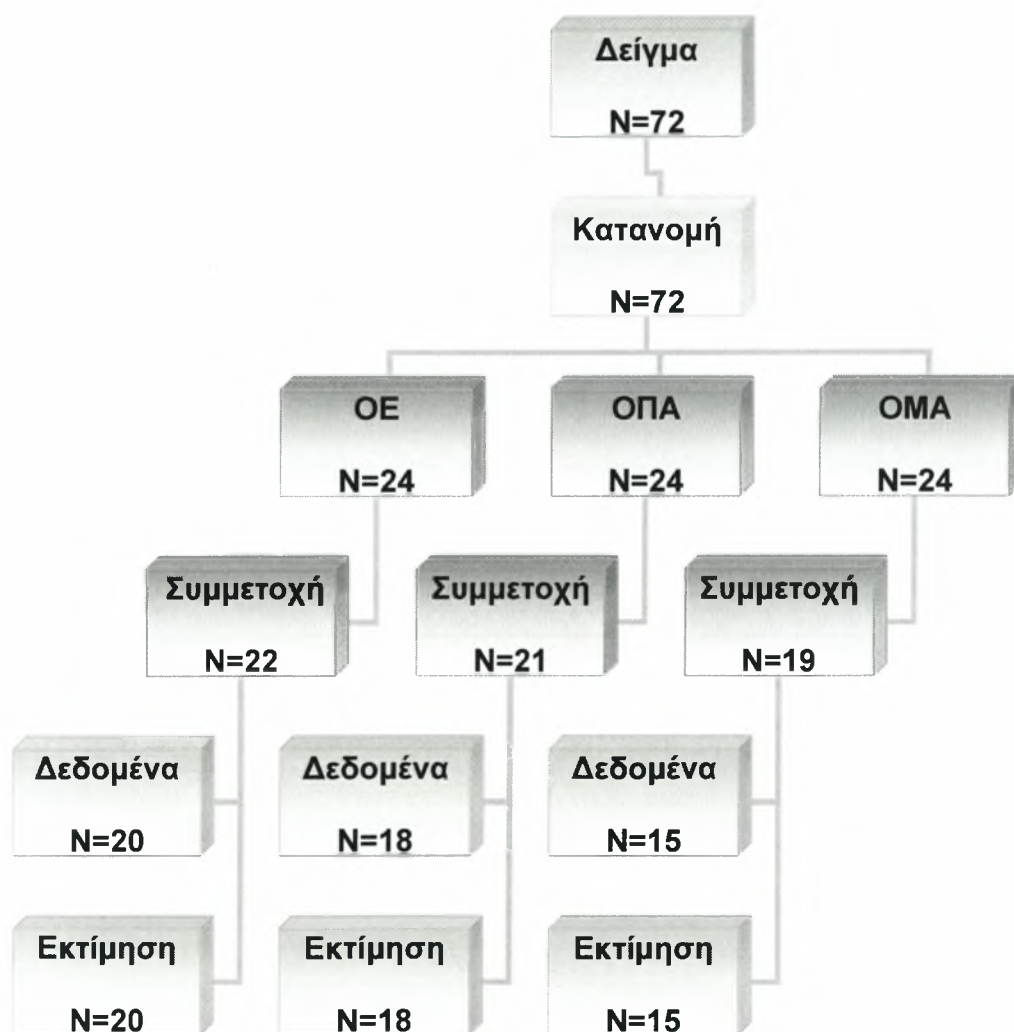 Δείγμα
N=72
Κατανομή
N=72
ΟΕ
N=24
ΟΠΑ
N=24
ΟΜΑ
N=24
Συμμετοχή
N=22
Συμμετοχή
N=21
Συμμετοχή
N=19
Δεδομένα
N=20
Δεδομένα
N=18
Δεδομένα
N=15
Εκτίμηση
N=20
Εκτίμηση
N=18
Εκτίμηση
N=15